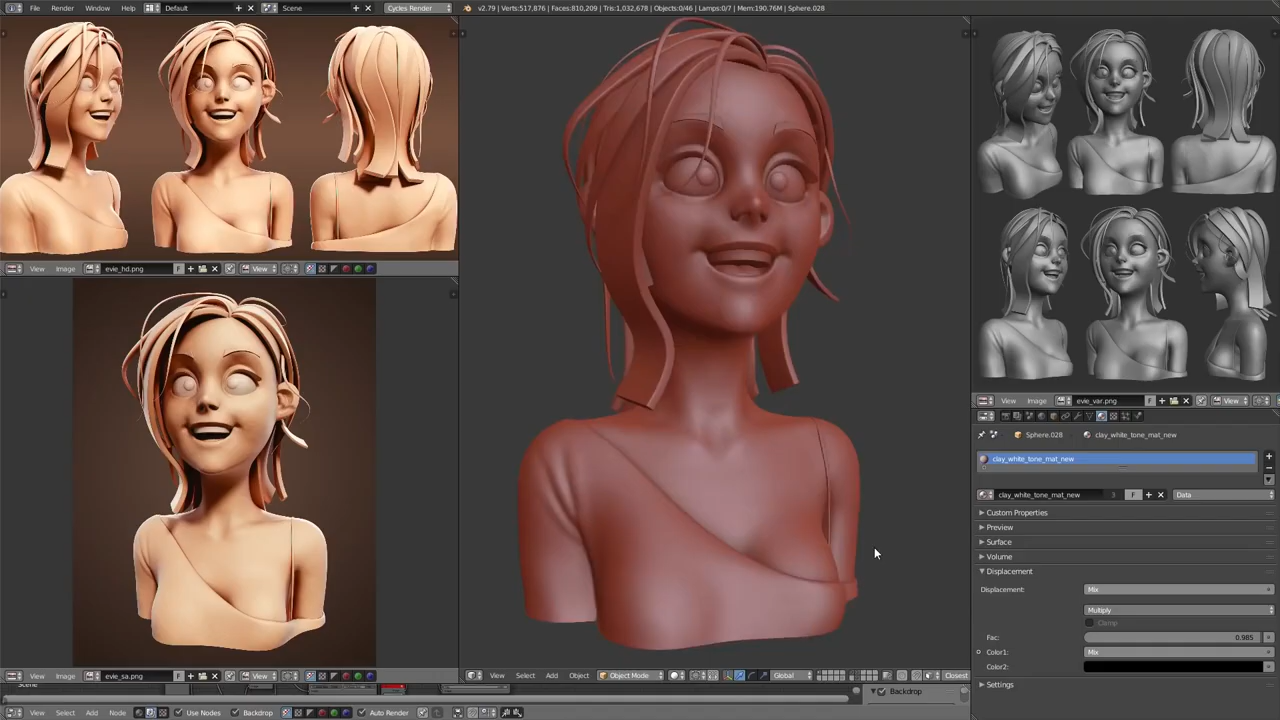 File Render Window Help Default Scene Cycles Render
v2.79 | Verts:517,876 | Faces:810,209 | Tris:1,032,678 | Objects:0/46 | Lamps:0/7 | Mem:190.76M | Sphere.028
View Image evie_hd.png F View
View Image evie_var.png F View
Sphere.028 clay_white_tone_mat_new
clay_white_tone_mat_new
clay_white_tone_mat_new 3 F Data
Custom Properties
Preview
Surface
Volume
Displacement
Displacement: Mix
Multiply
Clamp
Fac: 0.985
Color1: Mix
Color2:
Settings
View Image evie_sa.png F View
View Select Add Object Object Mode Global Closest
Scene
Backdrop
View Select Add Node Use Nodes Backdrop Auto Render